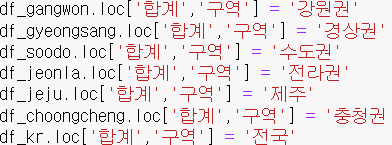 df_gangwon.loc['합계','구역'] = '강원권'
df_gyeongsang.loc['합계','구역'] = '경상권'
df_soodo.loc['합계','구역'] = '수도권'
df_jeonla.loc['합계','구역'] = '전라권'
df_jeju.loc['합계','구역'] = '제주'
df_choongcheng.loc['합계','구역'] = '충청권
df_kr.loc['합계','구역'] = '전국'